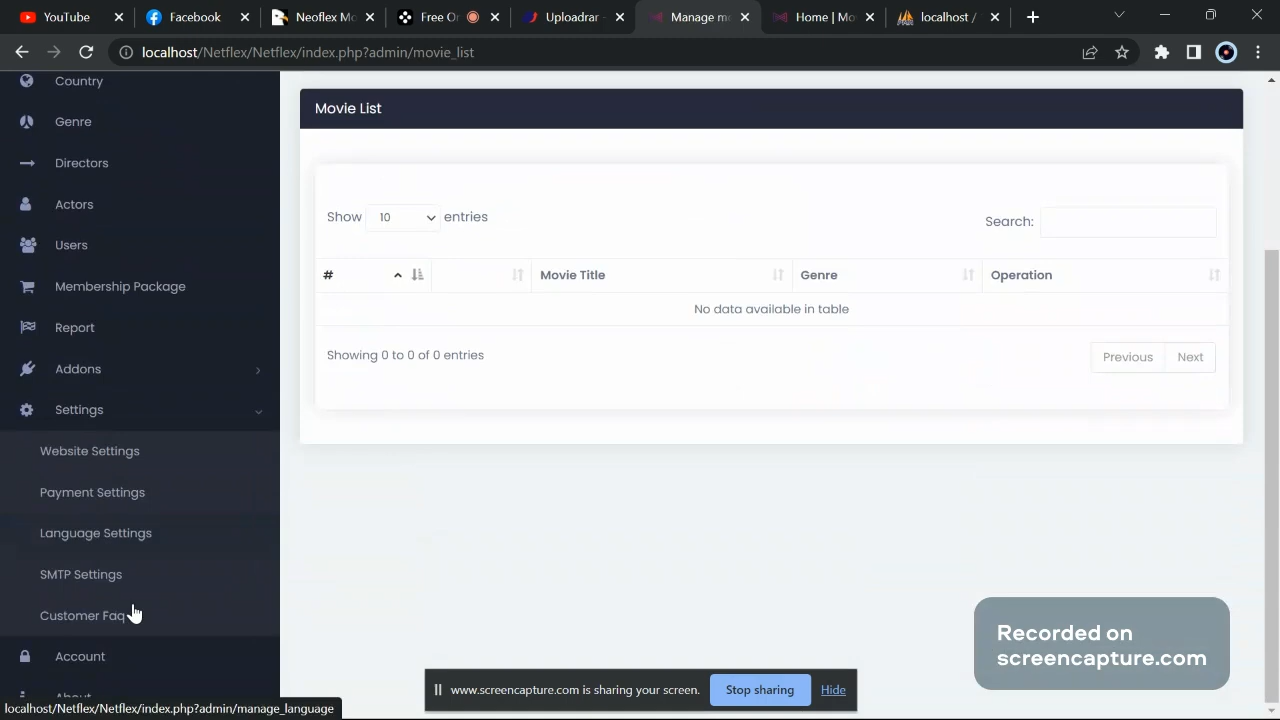 YouTube
Facebook
Neoflex Mo
Free Or
Uploadrar -
Manage mo
Home | Mo
localhost /
localhost/Netflex/Netflex/index.php?admin/movie_list
Country
Genre
Directors
Actors
Users
Membership Package
Report
Addons
Settings
Website Settings
Payment Settings
Language Settings
SMTP Settings
Customer Faq
Account
About
Movie List
Show 10 entries
Search:
# Movie Title Genre Operation
No data available in table
Showing 0 to 0 of 0 entries
Previous Next
Recorded on
screencapture.com
www.screencapture.com is sharing your screen. Stop sharing Hide
localhost/Netflex/Netflex/index.php?admin/manage_language